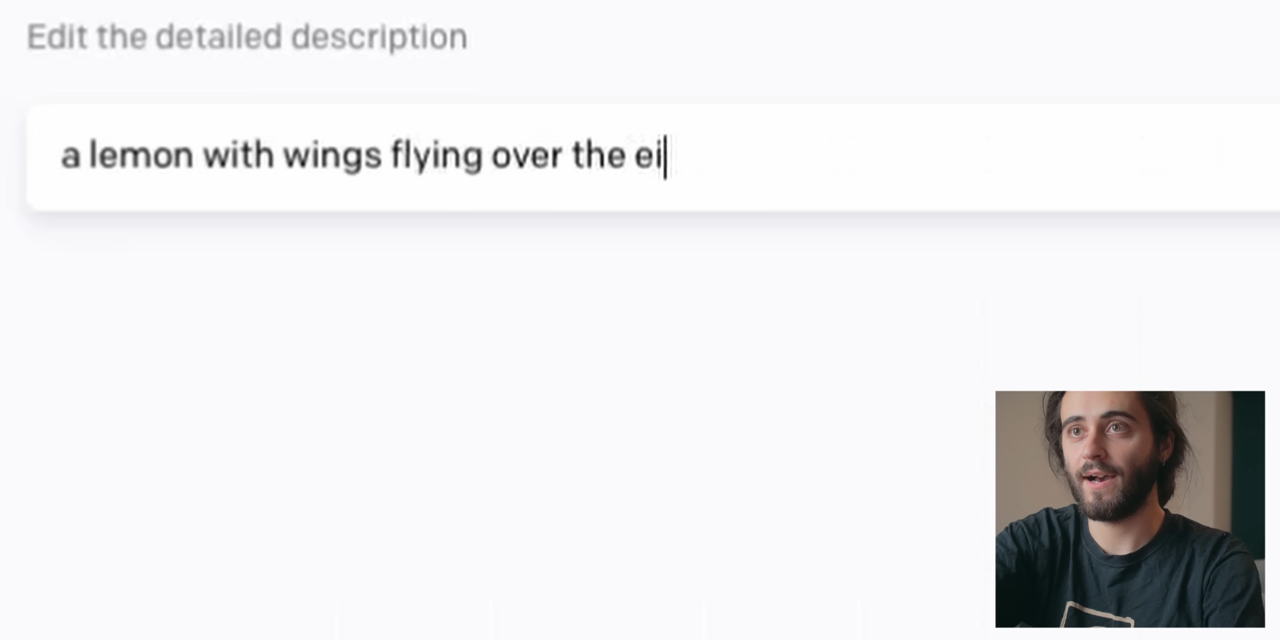 Edit the detailed description
a lemon with wings flying over the ei